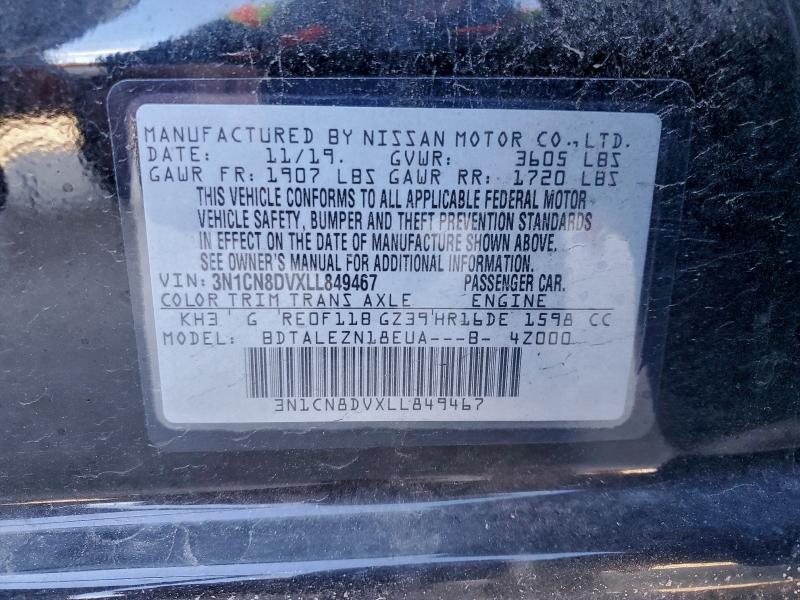 MANUFACTURED BY NISSAN MOTOR CO.,LTD.
DATE: 11/19. GVWR: 3605 LBS
GAWR FR: 1907 LBS GAWR RR: 1720 LBS
THIS VEHICLE CONFORMS TO ALL APPLICABLE FEDERAL MOTOR
VEHICLE SAFETY, BUMPER AND THEFT PREVENTION STANDARDS
IN EFFECT ON THE DATE OF MANUFACTURE SHOWN ABOVE.
SEE OWNER'S MANUAL FOR ADDITIONAL INFORMATION.
VIN: 3N1CN8DVXLL849467 PASSENGER CAR.
COLOR TRIM TRANS AXLE ENGINE
KH3 ' G ' RE0F11B GZ39'HR16DE 1598 CC
MODEL: BDTALEZN18EUA---B- 4Z000
3N1CN8DVXLL849467